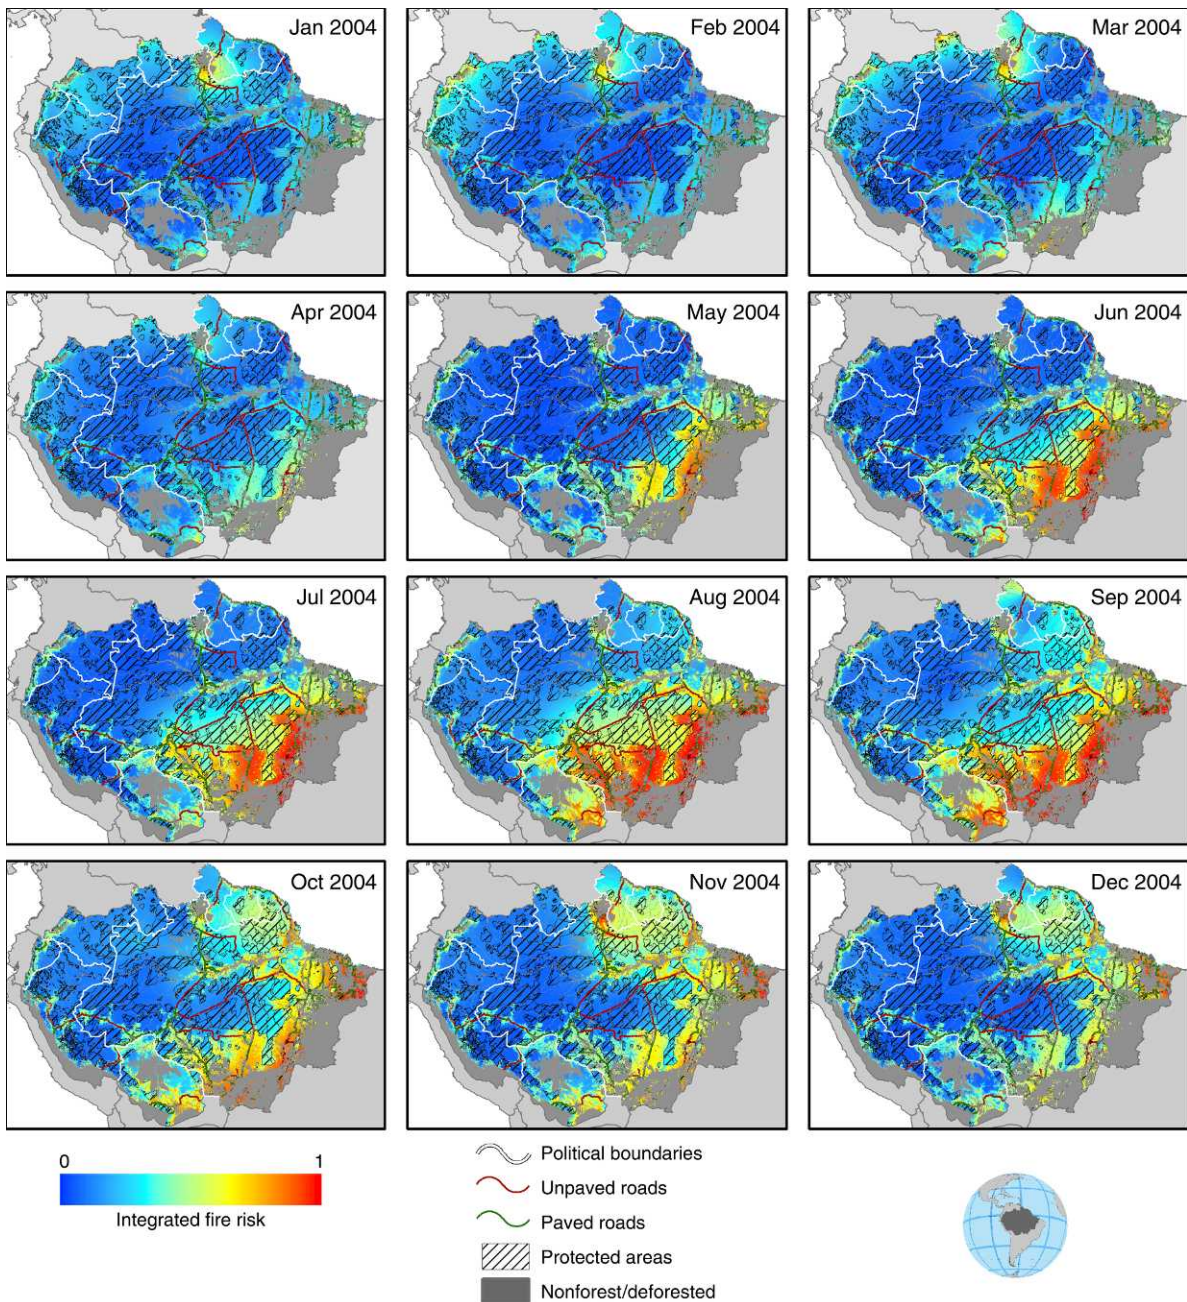 Jan 2004
Feb 2004
Mar 2004
Apr 2004
May 2004
Jun 2004
Jul 2004
Aug 2004
Sep 2004
Oct 2004
Nov 2004
Dec 2004
0 1
Integrated fire risk
Political boundaries
Unpaved roads
Paved roads
Protected areas
Nonforest/deforested